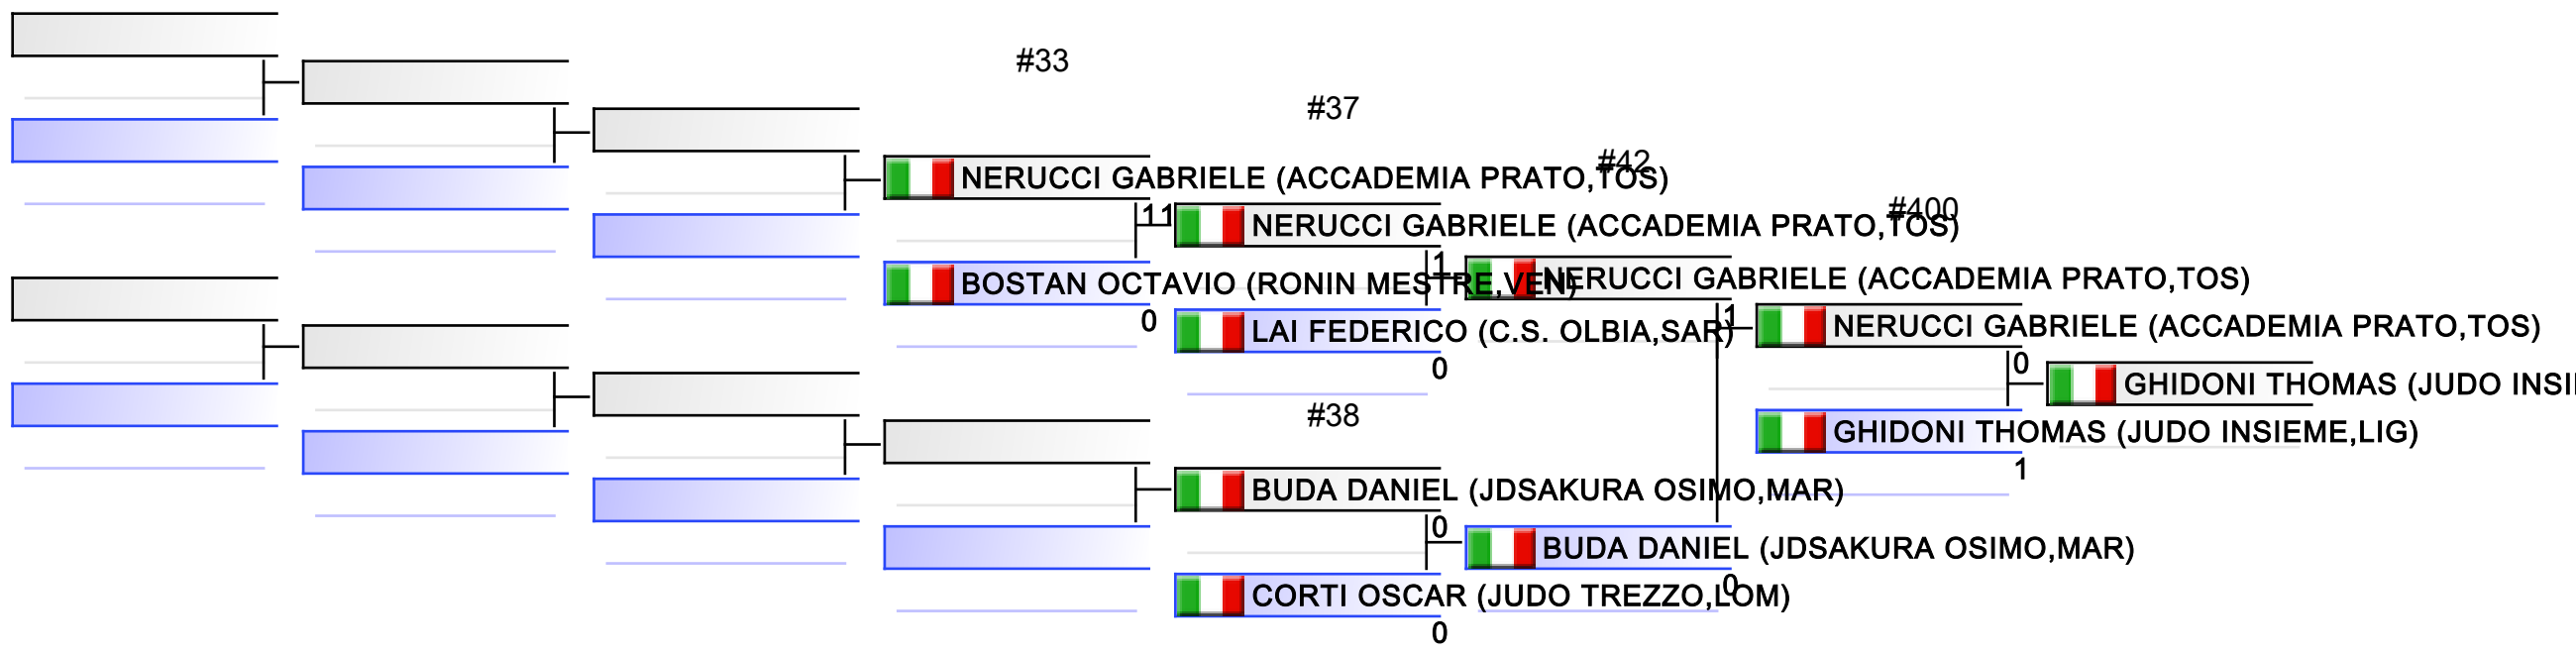 #33
#37
#42
NERUCCI GABRIELE (ACCADEMIA PRATO,TOS)
#400
11
NERUCCI GABRIELE (ACCADEMIA PRATO,TOS)
1
NERUCCI GABRIELE (ACCADEMIA PRATO,TOS)
BOSTAN OCTAVIO (RONIN MESTRE,VEN)
0
1
NERUCCI GABRIELE (ACCADEMIA PRATO,TOS)
LAI FEDERICO (C.S. OLBIA,SAR)
0
0
GHIDONI THOMAS (JUDO INSI
#38
GHIDONI THOMAS (JUDO INSIEME,LIG)
1
BUDA DANIEL (JDSAKURA OSIMO,MAR)
0
BUDA DANIEL (JDSAKURA OSIMO,MAR)
0
CORTI OSCAR (JUDO TREZZO,LOM)
0